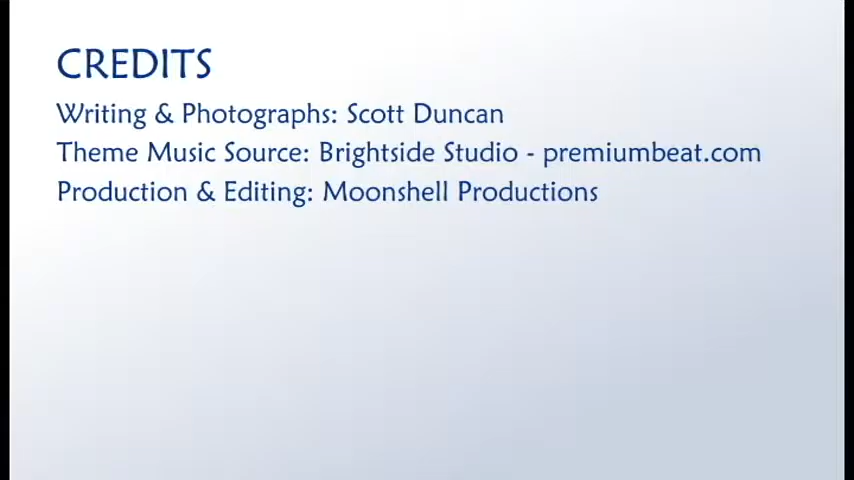 CREDITS
Writing & Photographs: Scott Duncan
Theme Music Source: Brightside Studio - premiumbeat.com
Production & Editing: Moonshell Productions